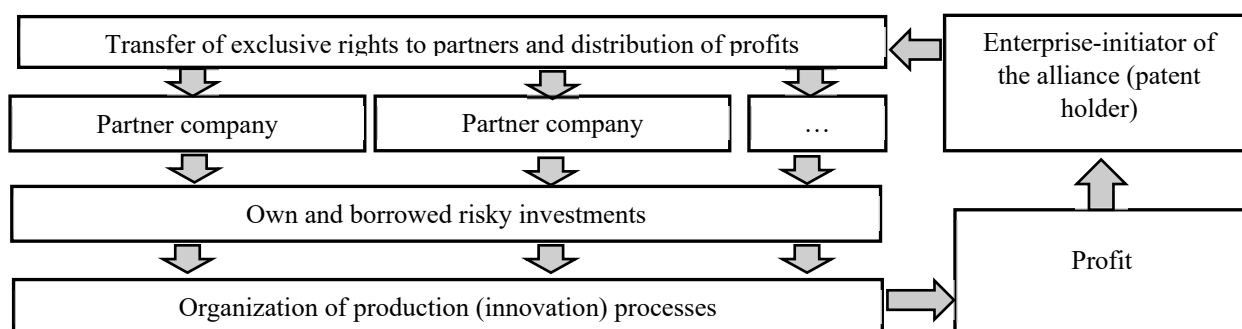 Transfer of exclusive rights to partners and distribution of profits
Enterprise-initiator of
the alliance (patent
holder)
Partner company
Partner company
…
Own and borrowed risky investments
Profit
Organization of production (innovation) processes